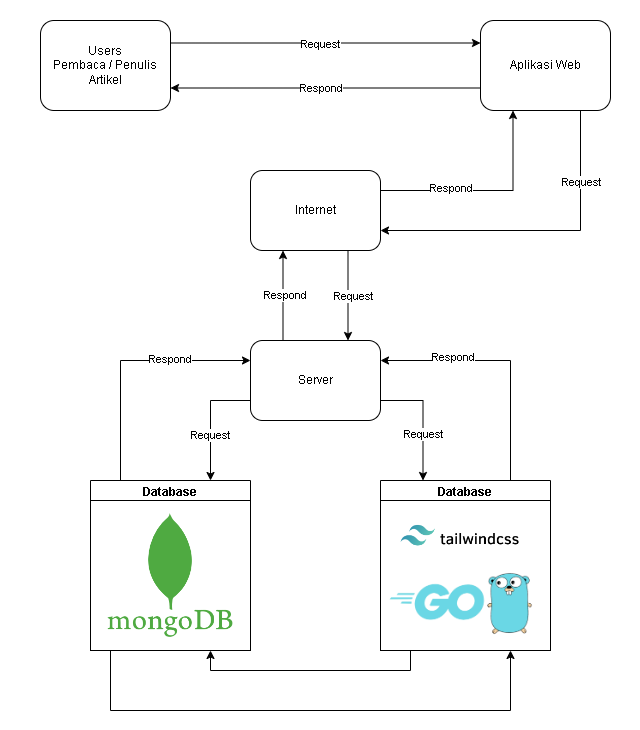 Users
Pembaca / Penulis
Artikel
Request
Respond
Aplikasi Web
Internet
Respond
Request
Respond
Request
Server
Respond
Respond
Request
Request
Database
mongoDB
Database
tailwindcss
GO